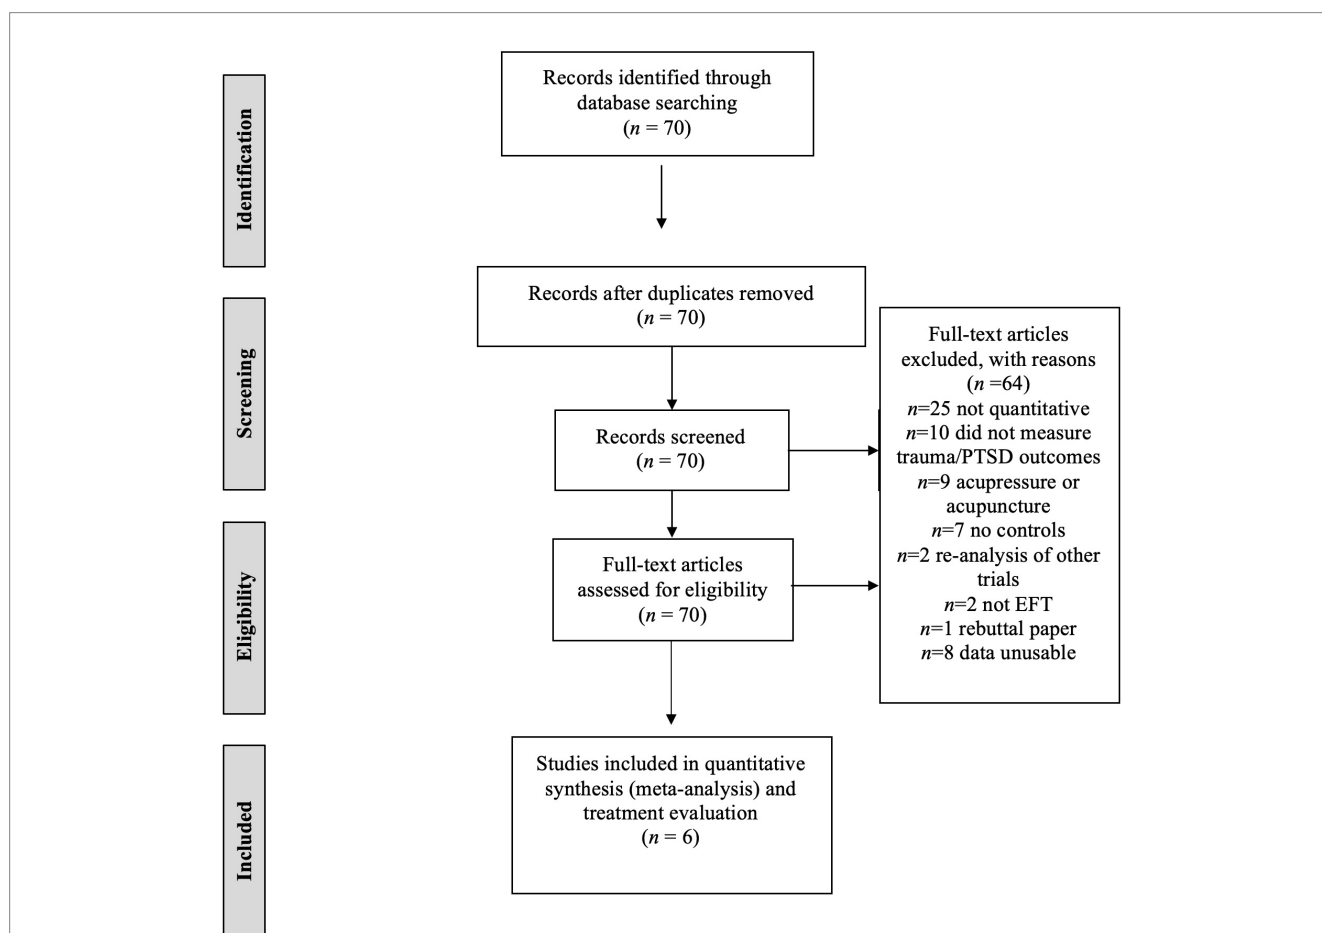 Identification
Records identified through
database searching
(n = 70)
Screening
Records after duplicates removed
(n = 70)
Records screened
(n = 70)
Full-text articles
excluded, with reasons
(n =64)
n=25 not quantitative
n=10 did not measure
trauma/PTSD outcomes
n=9 acupressure or
acupuncture
n=7 no controls
n=2 re-analysis of other
trials
n=2 not EFT
n=1 rebuttal paper
n=8 data unusable
Eligibility
Full-text articles
assessed for eligibility
(n = 70)
Included
Studies included in quantitative
synthesis (meta-analysis) and
treatment evaluation
(n = 6)